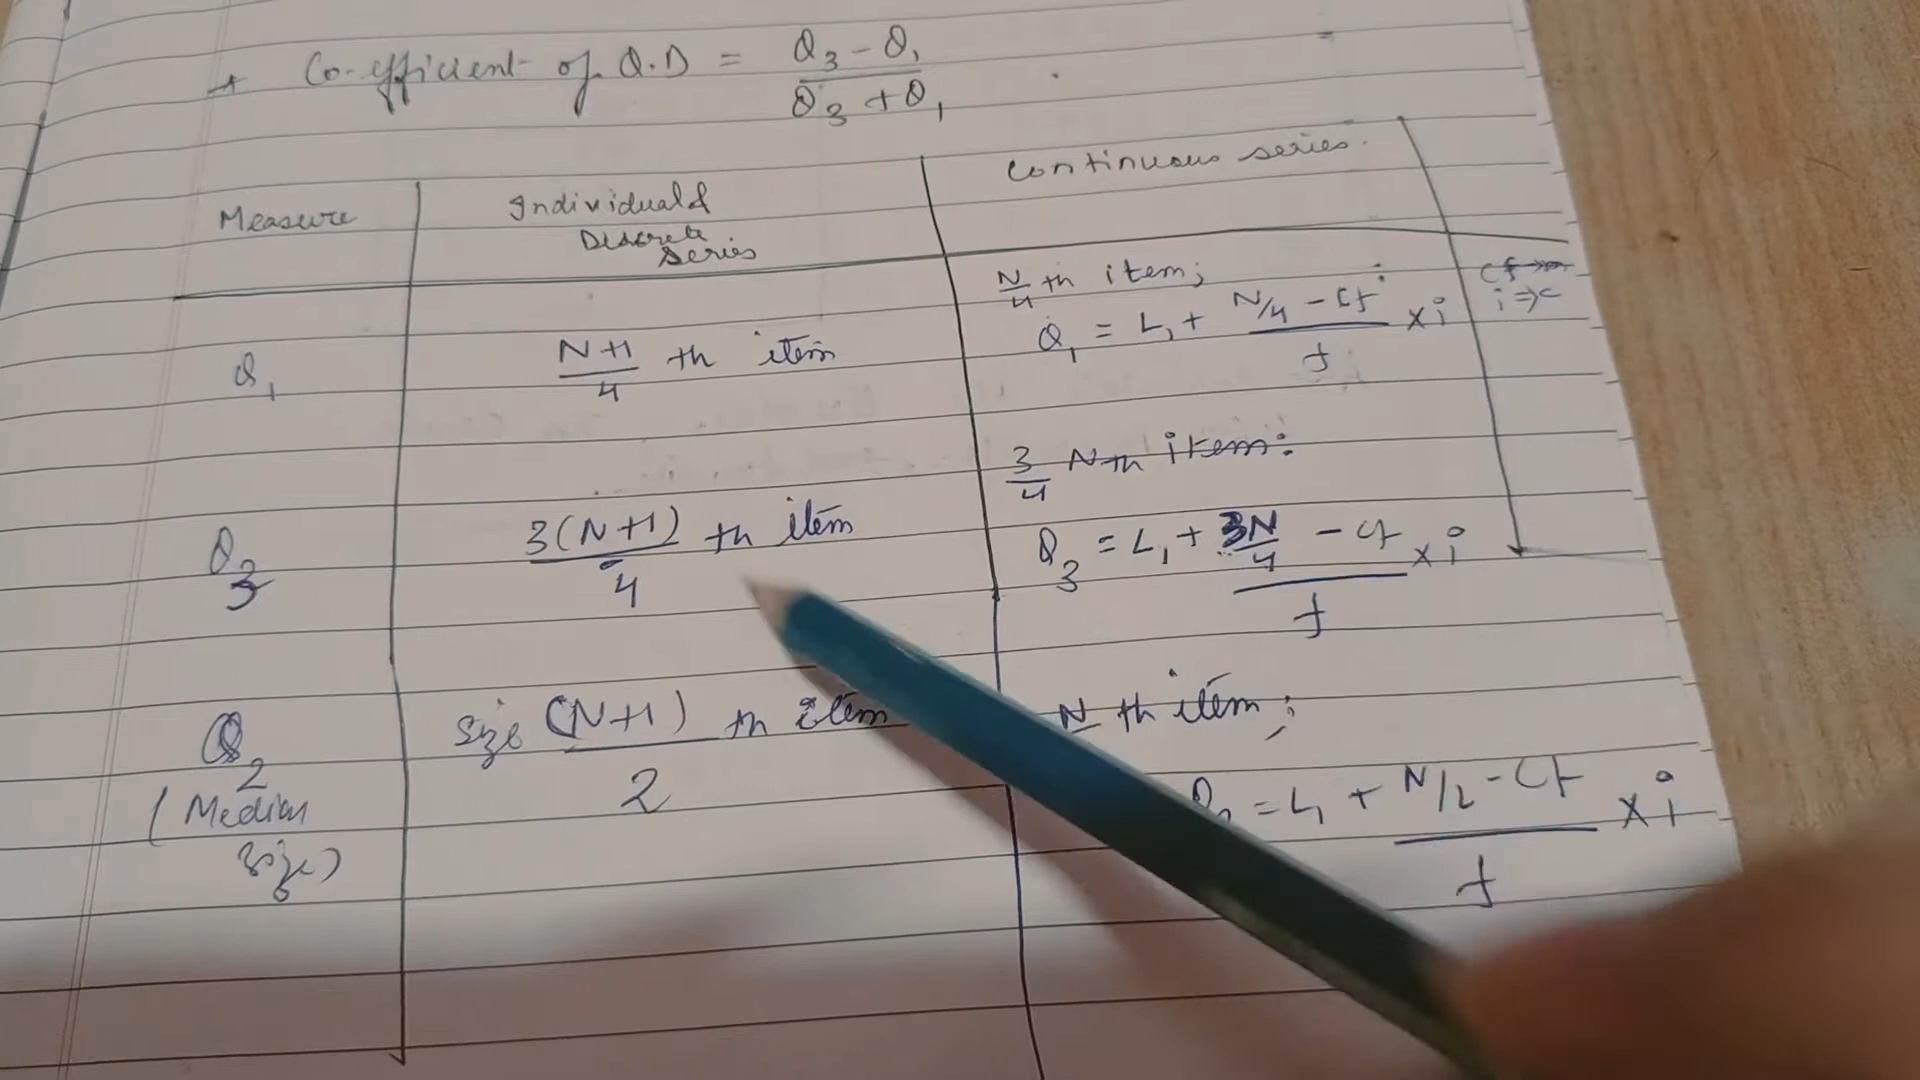 → Co-efficient of Q.D = Q₃ - Q₁ / Q₃ + Q₁
Measure
Individual &
Discrete
series
continuous series.
Q₁
N+1/4 th item
N/4 th item;
Q₁ = L₁ + N/4 - Cf / f × i
cf
i ⇒ c
Q₃
3(N+1)/4 th item
3/4 Nth item:
Q₃ = L₁ + 3N/4 - cf / f × i
Q₂
(Median
size)
size (N+1)/2 th item
N th item;
= L₁ + N/2 - Cf / f × i